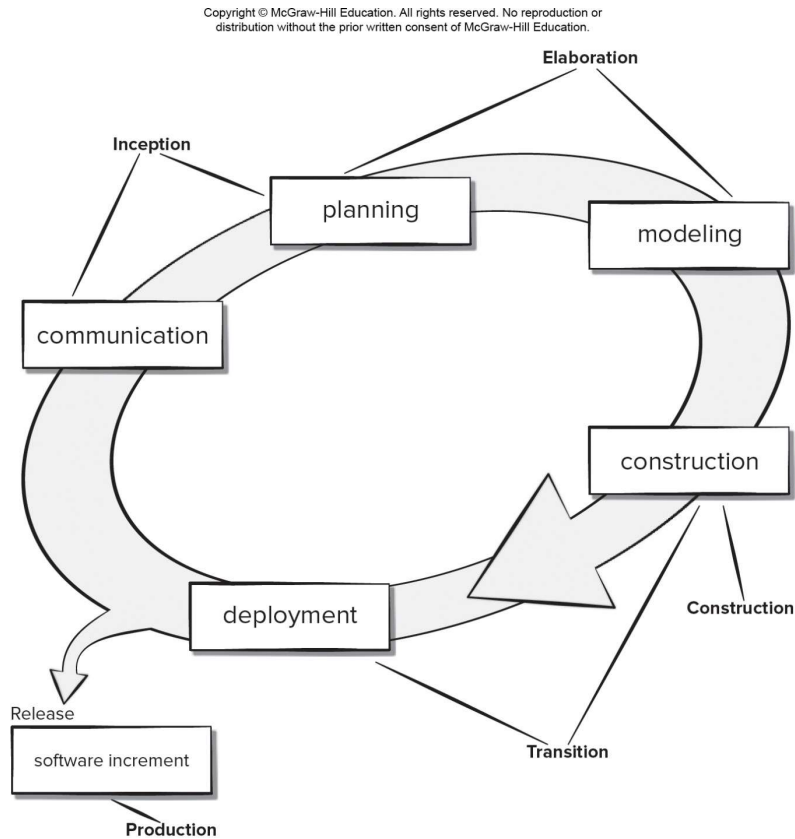 Copyright © McGraw-Hill Education. All rights reserved. No reproduction or
distribution without the prior written consent of McGraw-Hill Education.
Elaboration
Inception
planning
modeling
communication
construction
deployment
Construction
Release
software increment
Transition
Production